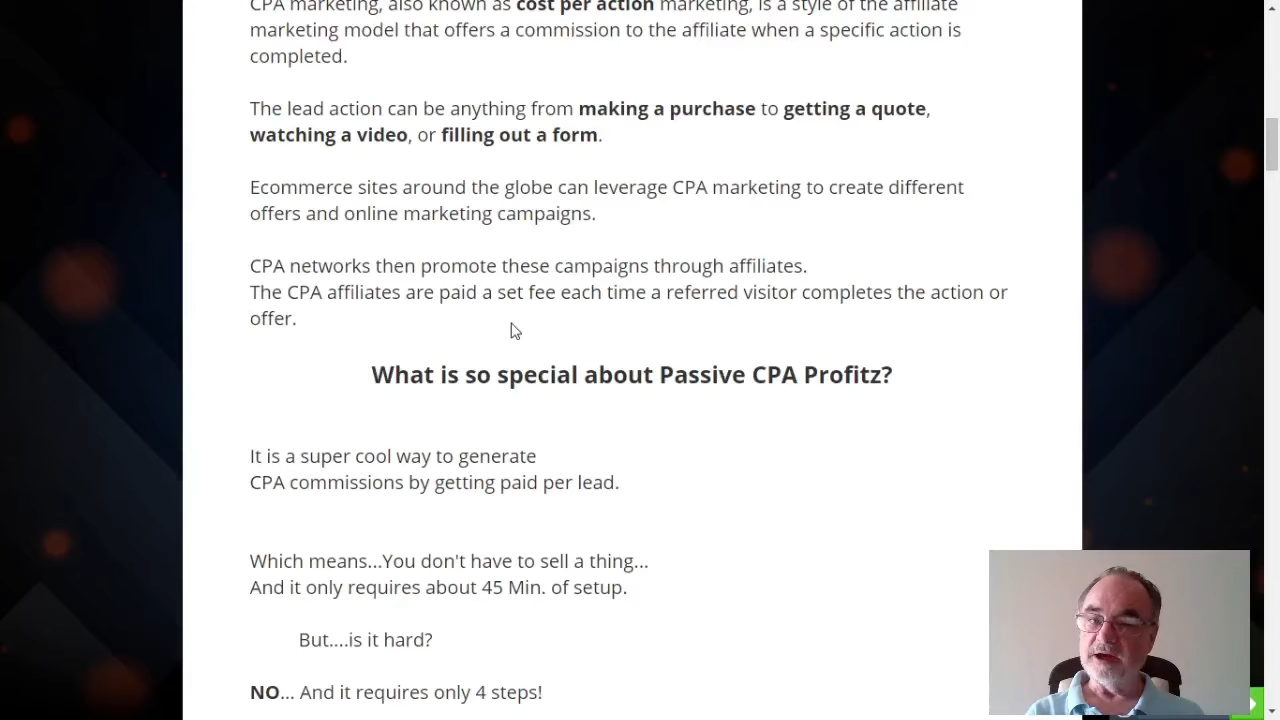 CPA marketing, also known as cost per action marketing, is a style of the affiliate
marketing model that offers a commission to the affiliate when a specific action is
completed.
The lead action can be anything from making a purchase to getting a quote,
watching a video, or filling out a form.
Ecommerce sites around the globe can leverage CPA marketing to create different
offers and online marketing campaigns.
CPA networks then promote these campaigns through affiliates.
The CPA affiliates are paid a set fee each time a referred visitor completes the action or
offer.
What is so special about Passive CPA Profitz?
It is a super cool way to generate
CPA commissions by getting paid per lead.
Which means...You don't have to sell a thing...
And it only requires about 45 Min. of setup.
But....is it hard?
NO... And it requires only 4 steps!